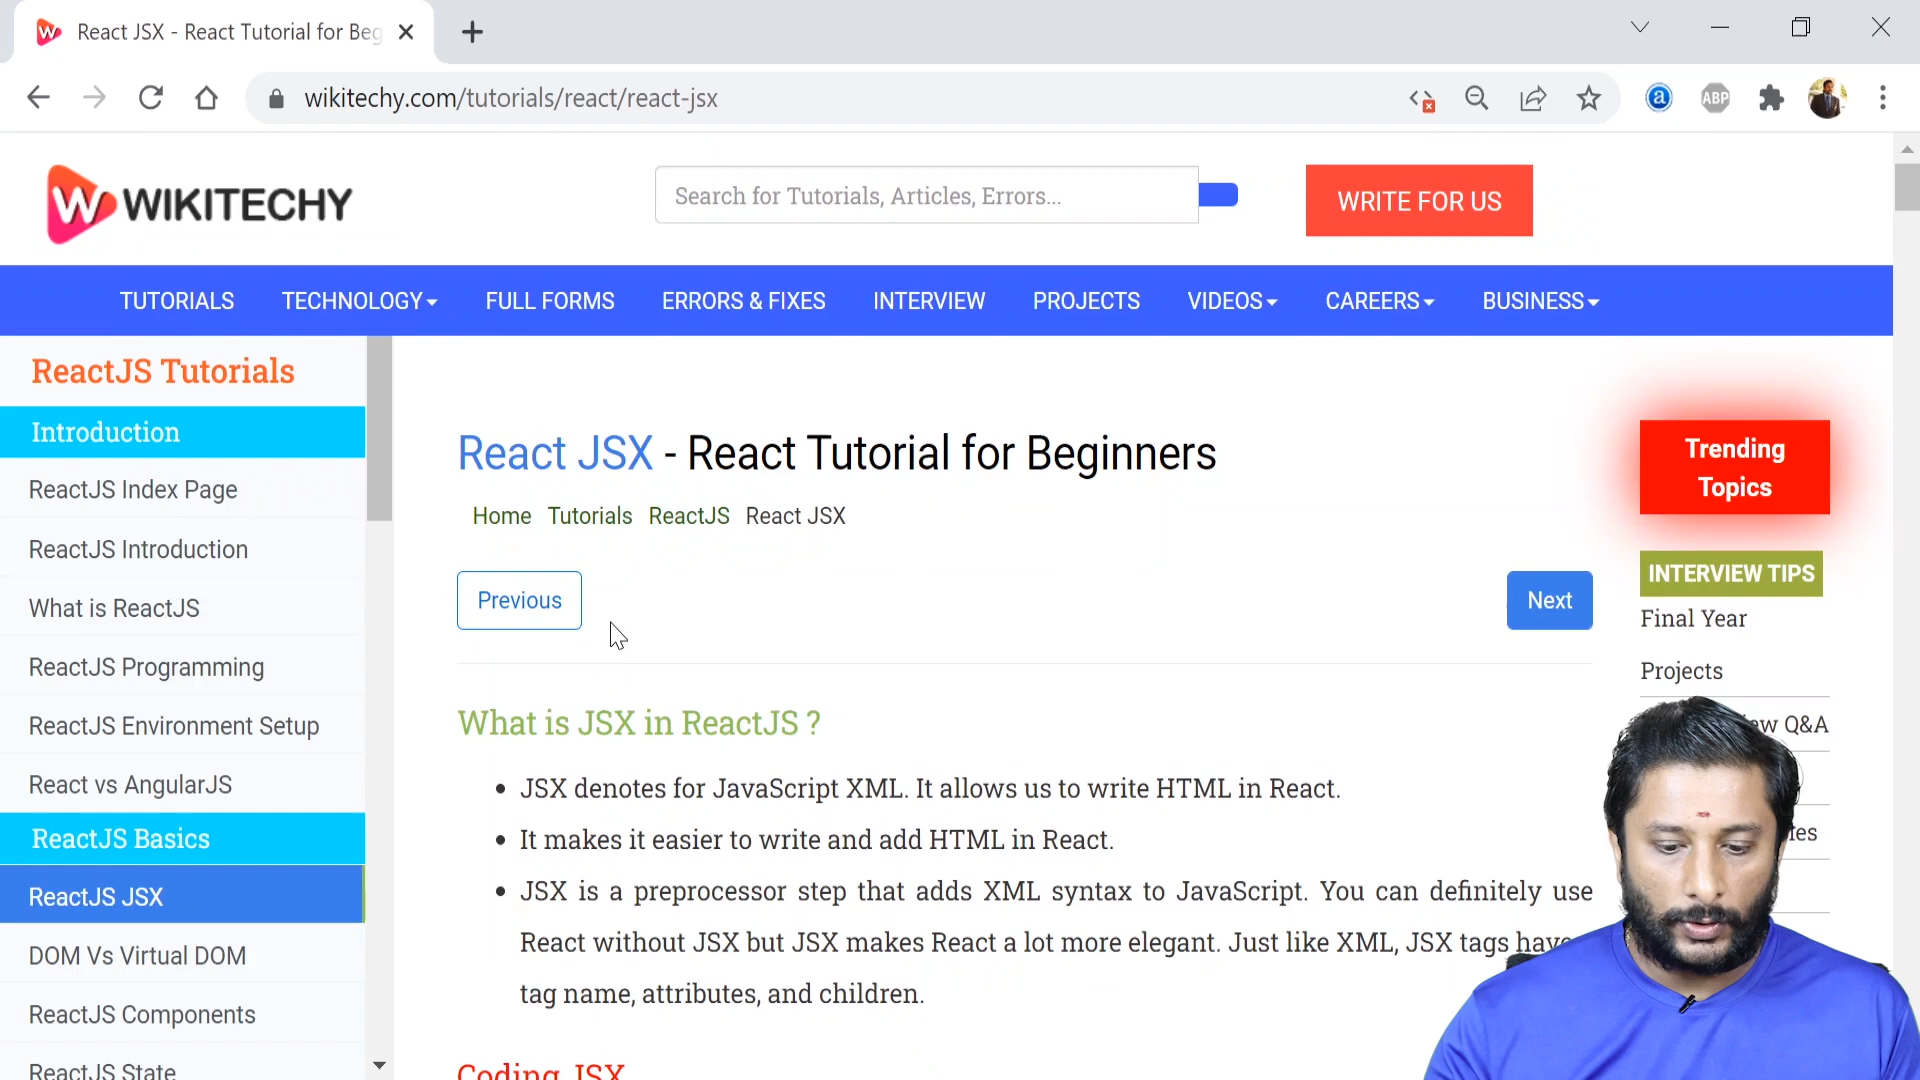 React JSX - React Tutorial for Beg
wikitechy.com/tutorials/react/react-jsx
a
ABP
W WIKITECHY
Search for Tutorials, Articles, Errors...
WRITE FOR US
TUTORIALS TECHNOLOGY FULL FORMS ERRORS & FIXES INTERVIEW PROJECTS VIDEOS CAREERS BUSINESS
ReactJS Tutorials
Introduction
ReactJS Index Page
ReactJS Introduction
What is ReactJS
ReactJS Programming
ReactJS Environment Setup
React vs AngularJS
ReactJS Basics
ReactJS JSX
DOM Vs Virtual DOM
ReactJS Components
ReactJS State
React JSX - React Tutorial for Beginners
Home Tutorials ReactJS React JSX
Previous
Next
What is JSX in ReactJS ?
JSX denotes for JavaScript XML. It allows us to write HTML in React.
It makes it easier to write and add HTML in React.
JSX is a preprocessor step that adds XML syntax to JavaScript. You can definitely use
React without JSX but JSX makes React a lot more elegant. Just like XML, JSX tags have
tag name, attributes, and children.
Coding JSX
Trending
Topics
INTERVIEW TIPS
Final Year
Projects
Q&A